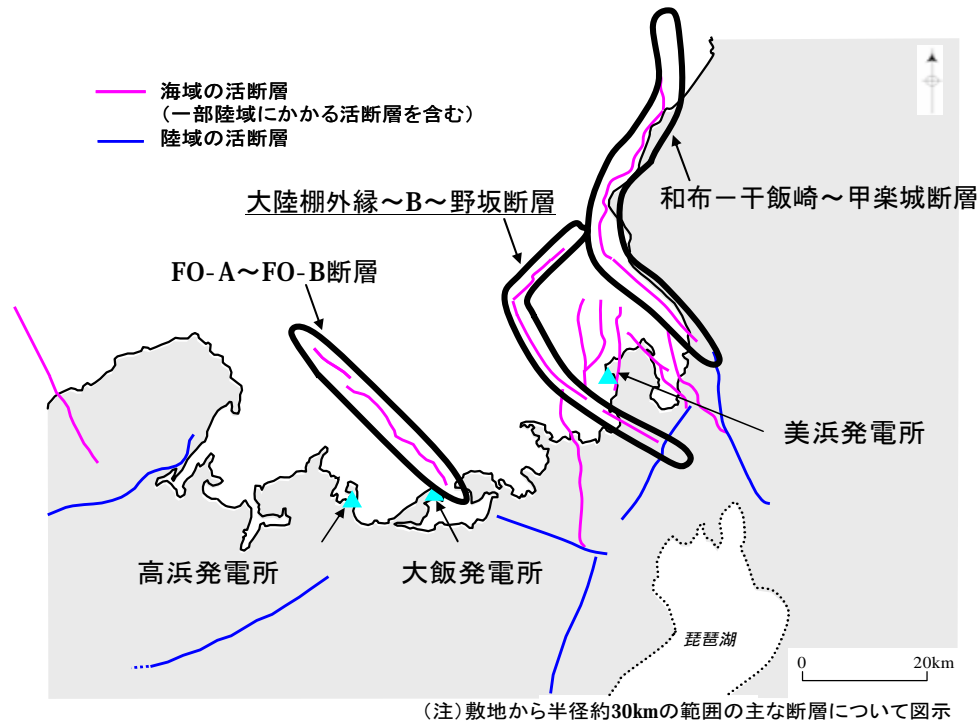 海域の活断層
（一部陸域にかかる活断層を含む）
陸域の活断層
大陸棚外縁～B～野坂断層
和布－干飯崎～甲楽城断層
FO-A～FO-B断層
美浜発電所
高浜発電所
大飯発電所
琵琶湖
0 20km
（注）敷地から半径約30kmの範囲の主な断層について図示